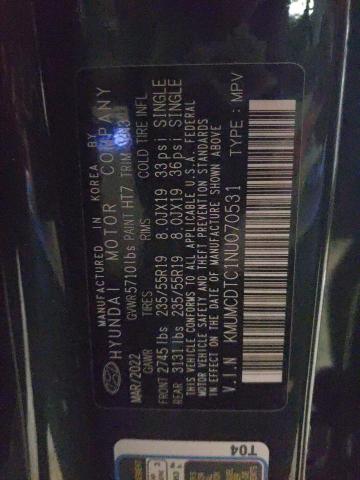 MANUFACTURED IN KOREA BY
HYUNDAI MOTOR COMPANY
MAR/2022 GVWR 5710lbs PAINT HT7 TRIM
GAWR TIRES RIMS COLD TIRE INFL
FRONT 2745lbs 235/55R19 8.0JX19 33psi SINGLE
REAR 3131lbs 235/55R19 8.0JX19 36psi SINGLE
THIS VEHICLE CONFORMS TO ALL APPLICABLE U.S.A. FEDERAL
MOTOR VEHICLE SAFETY AND THEFT PREVENTION STANDARDS
IN EFFECT ON THE DATE OF MANUFACTURE SHOWN ABOVE
V.I.N KMUMCDTC1NU070531 TYPE : MPV
T04